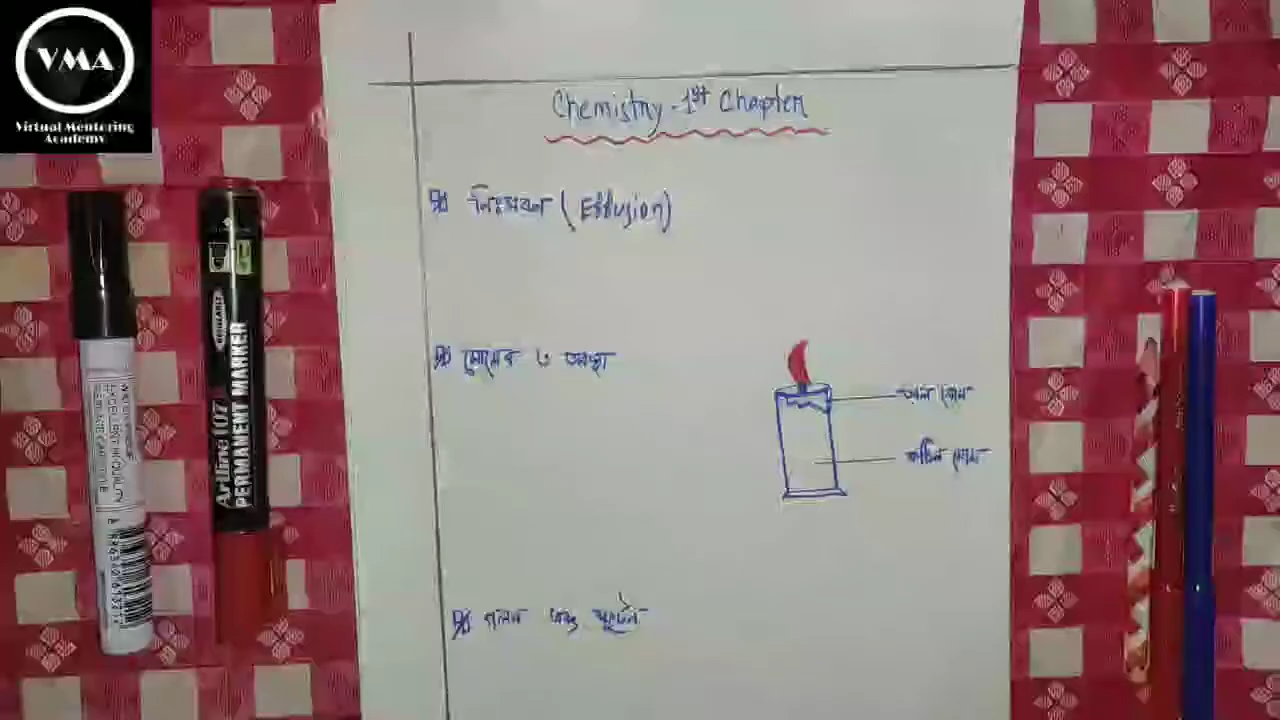 VMA
Virtual Mentoring
Academy
Chemistry - 1st Chapter
নিঃসরণ (Effusion)
মোমের ৩ অবস্থা
তরল মোম
কঠিন মোম
গলন এবং স্ফুটন
Artline 107
PERMANENT MARKER